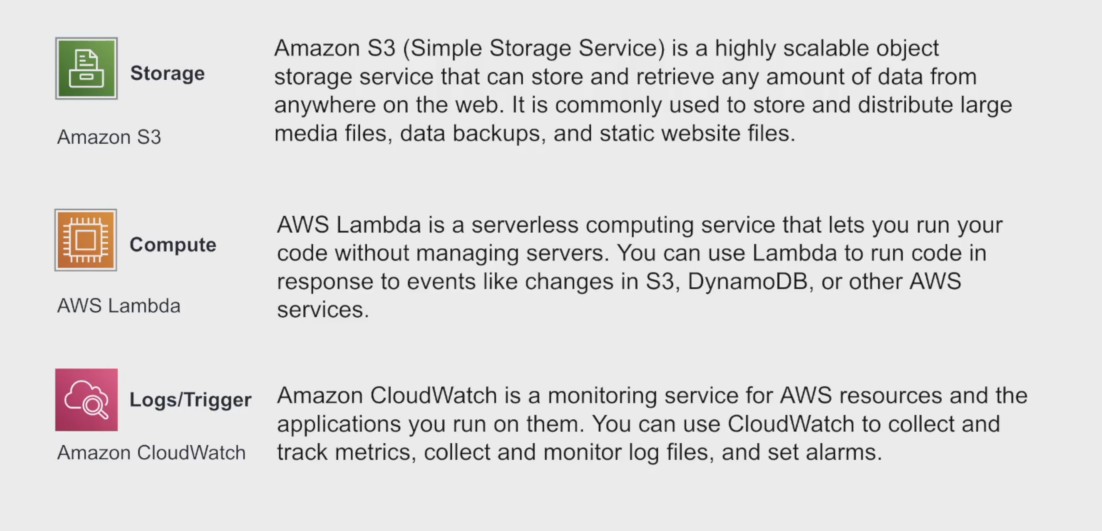 Storage
Amazon S3
Amazon S3 (Simple Storage Service) is a highly scalable object
storage service that can store and retrieve any amount of data from
anywhere on the web. It is commonly used to store and distribute large
media files, data backups, and static website files.
Compute
AWS Lambda
AWS Lambda is a serverless computing service that lets you run your
code without managing servers. You can use Lambda to run code in
response to events like changes in S3, DynamoDB, or other AWS
services.
Logs/Trigger
Amazon CloudWatch
Amazon CloudWatch is a monitoring service for AWS resources and the
applications you run on them. You can use CloudWatch to collect and
track metrics, collect and monitor log files, and set alarms.